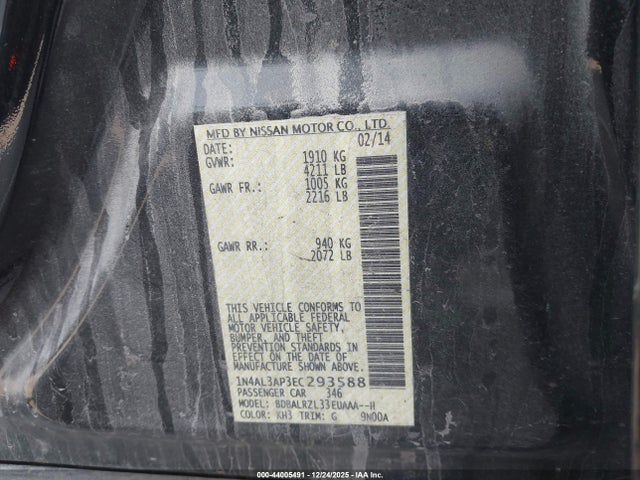 MFD BY NISSAN MOTOR CO., LTD.
DATE: 02/14
GVWR: 1910 KG
4211 LB
GAWR FR.: 1005 KG
2216 LB
GAWR RR.: 940 KG
2072 LB
THIS VEHICLE CONFORMS TO
ALL APPLICABLE FEDERAL
MOTOR VEHICLE SAFETY,
BUMPER, AND THEFT
PREVENTION STANDARDS IN
EFFECT ON THE DATE OF
MANUFACTURE SHOWN ABOVE.
1N4AL3AP3EC293588
PASSENGER CAR 346
MODEL: BDBALRZL33EUAAA--H
COLOR: KH3 TRIM: G 9N00A
000-44005491 - 12/24/2025 - IAAI.COM